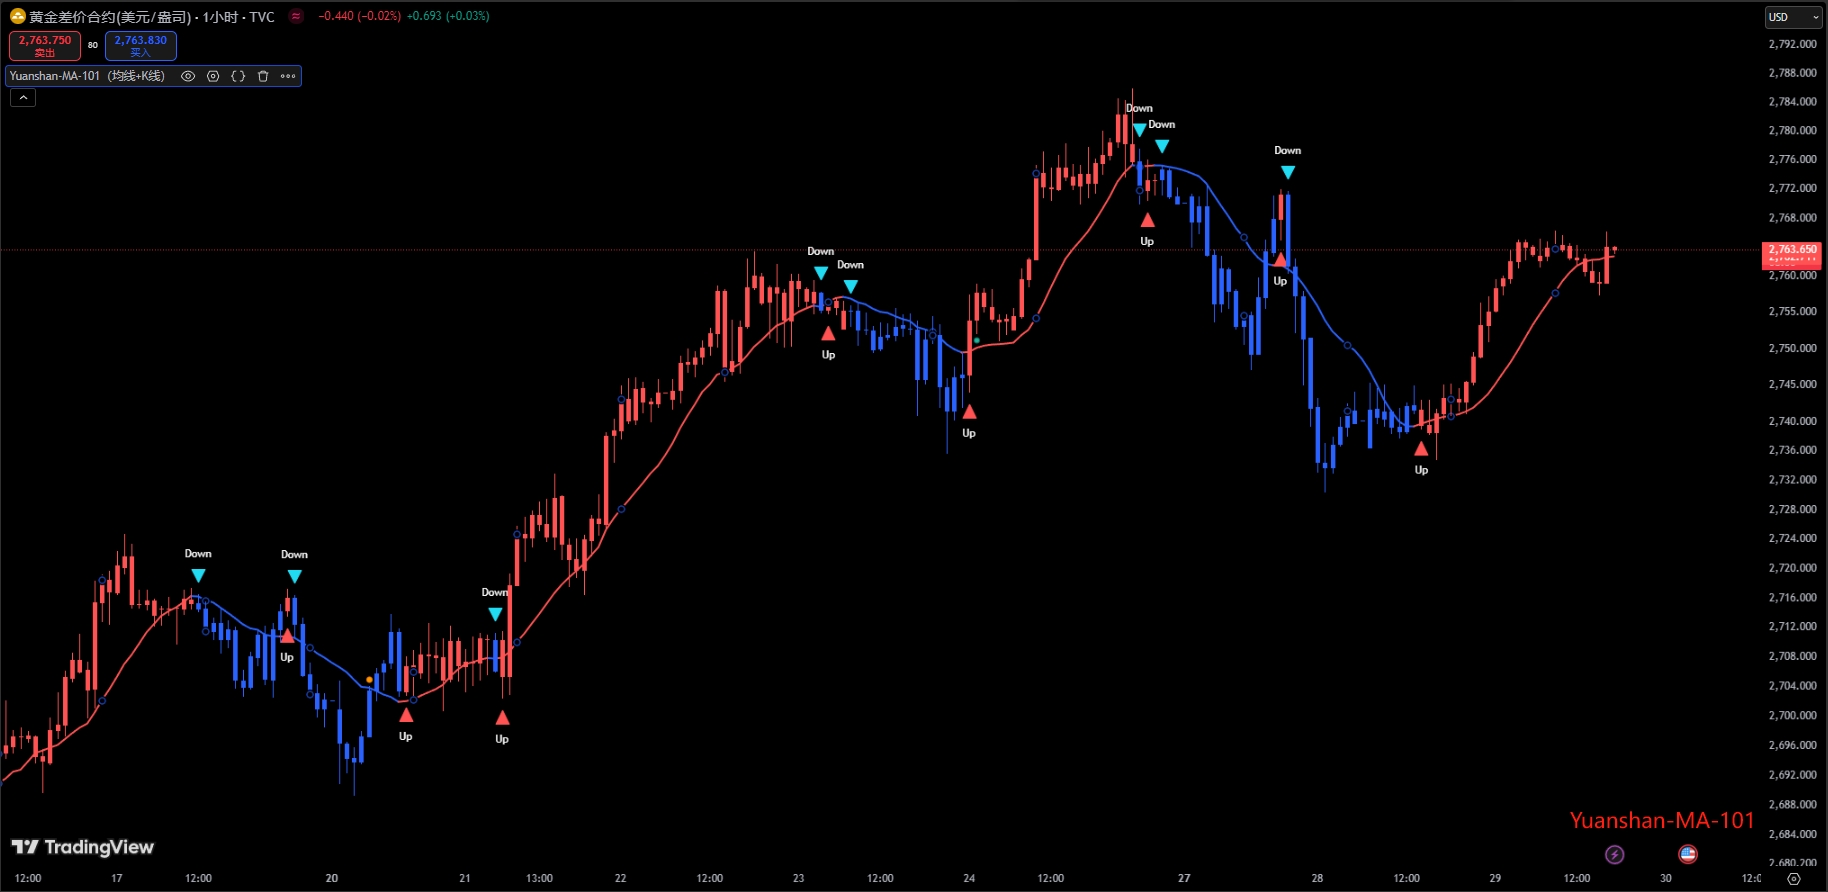 黄金差价合约(美元/盎司) · 1小时 · TVC −0.440 (−0.02%) +0.693 (+0.03%)
USD
2,763.750
卖出
80
2,763.830
买入
Yuanshan-MA-101 (均线+K线)
2,792.000
2,788.000
2,784.000
2,780.000
2,776.000
2,772.000
2,768.000
2,763.650
2,760.000
2,755.000
2,750.000
2,745.000
2,740.000
2,736.000
2,732.000
2,728.000
2,724.000
2,720.000
2,716.000
2,712.000
2,708.000
2,704.000
2,700.000
2,696.000
2,692.000
2,688.000
2,684.000
2,680.200
Down
Down
Down
Up
Down
Down
Up
Up
Up
Up
Down
Down
Down
Up
Up
Up
Up
Yuanshan-MA-101
TradingView
12:00 17 12:00 20 21 13:00 22 12:00 23 12:00 24 12:00 27 28 12:00 29 12:00 30